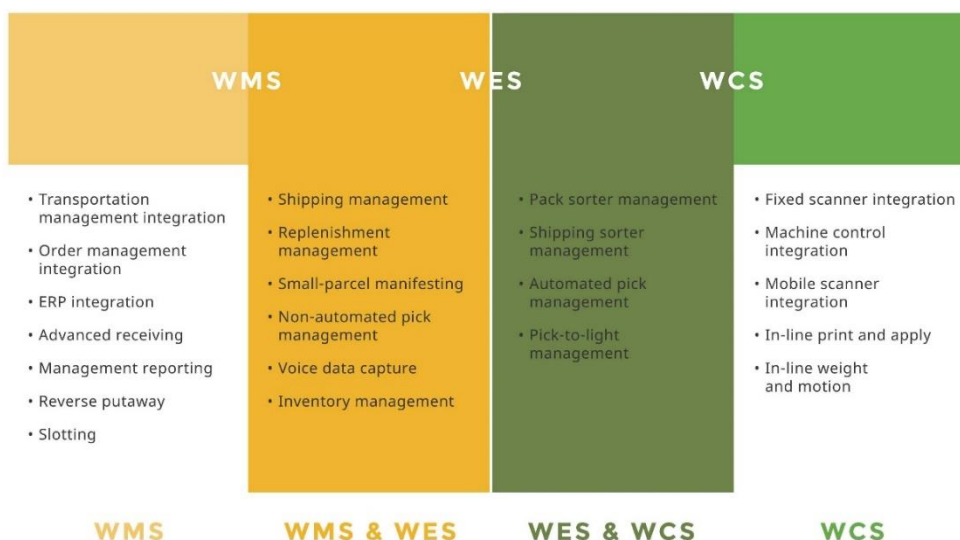 WMS
WES
WCS
• Transportation
management integration
• Order management
integration
• ERP integration
• Advanced receiving
• Management reporting
• Reverse putaway
• Slotting
• Shipping management
• Replenishment
management
• Small-parcel manifesting
• Non-automated pick
management
• Voice data capture
• Inventory management
• Pack sorter management
• Shipping sorter
management
• Automated pick
management
• Pick-to-light
management
• Fixed scanner integration
• Machine control
integration
• Mobile scanner
integration
• In-line print and apply
• In-line weight
and motion
WMS
WMS & WES
WES & WCS
WCS